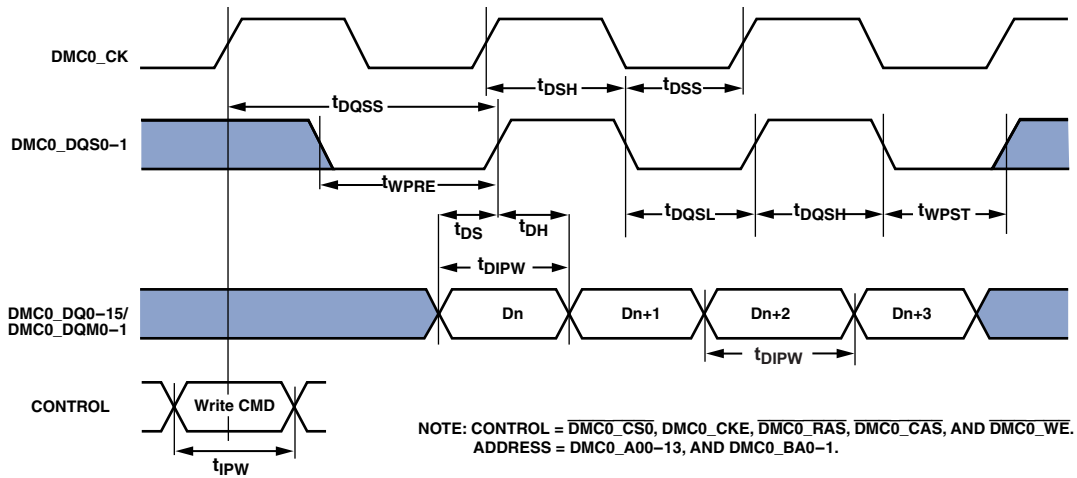 DMC0_CK
tDSH
tDSS
tDQSS
DMC0_DQS0–1
tWPRE
tDS
tDH
tDQSL
tDQSH
tWPST
tDIPW
DMC0_DQ0–15/
DMC0_DQM0–1
Dn
Dn+1
Dn+2
Dn+3
tDIPW
CONTROL
Write CMD
tIPW
NOTE: CONTROL = DMC0_CS0, DMC0_CKE, DMC0_RAS, DMC0_CAS, AND DMC0_WE.
ADDRESS = DMC0_A00–13, AND DMC0_BA0–1.